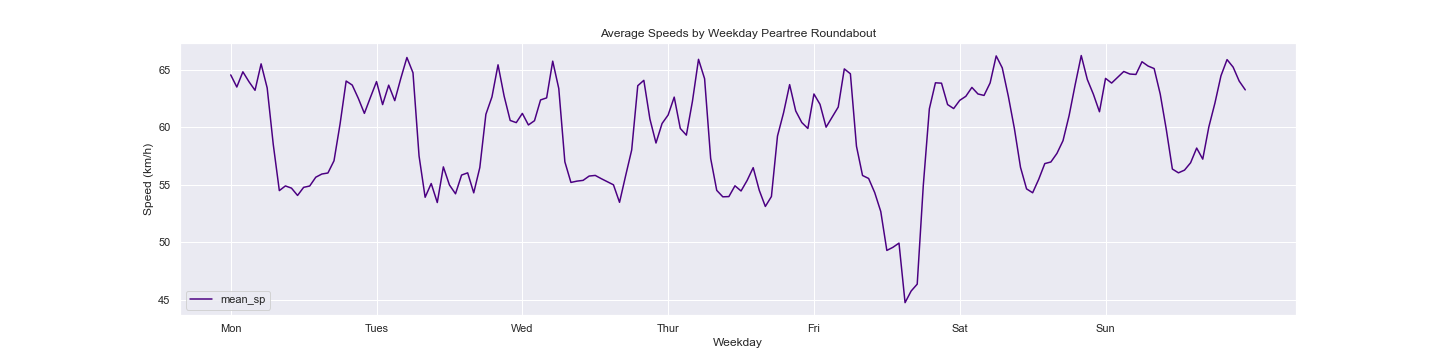 Average Speeds by Weekday Peartree Roundabout
Speed (km/h)
65
60
55
50
45
mean_sp
Mon Tues Wed Thur Fri Sat Sun
Weekday